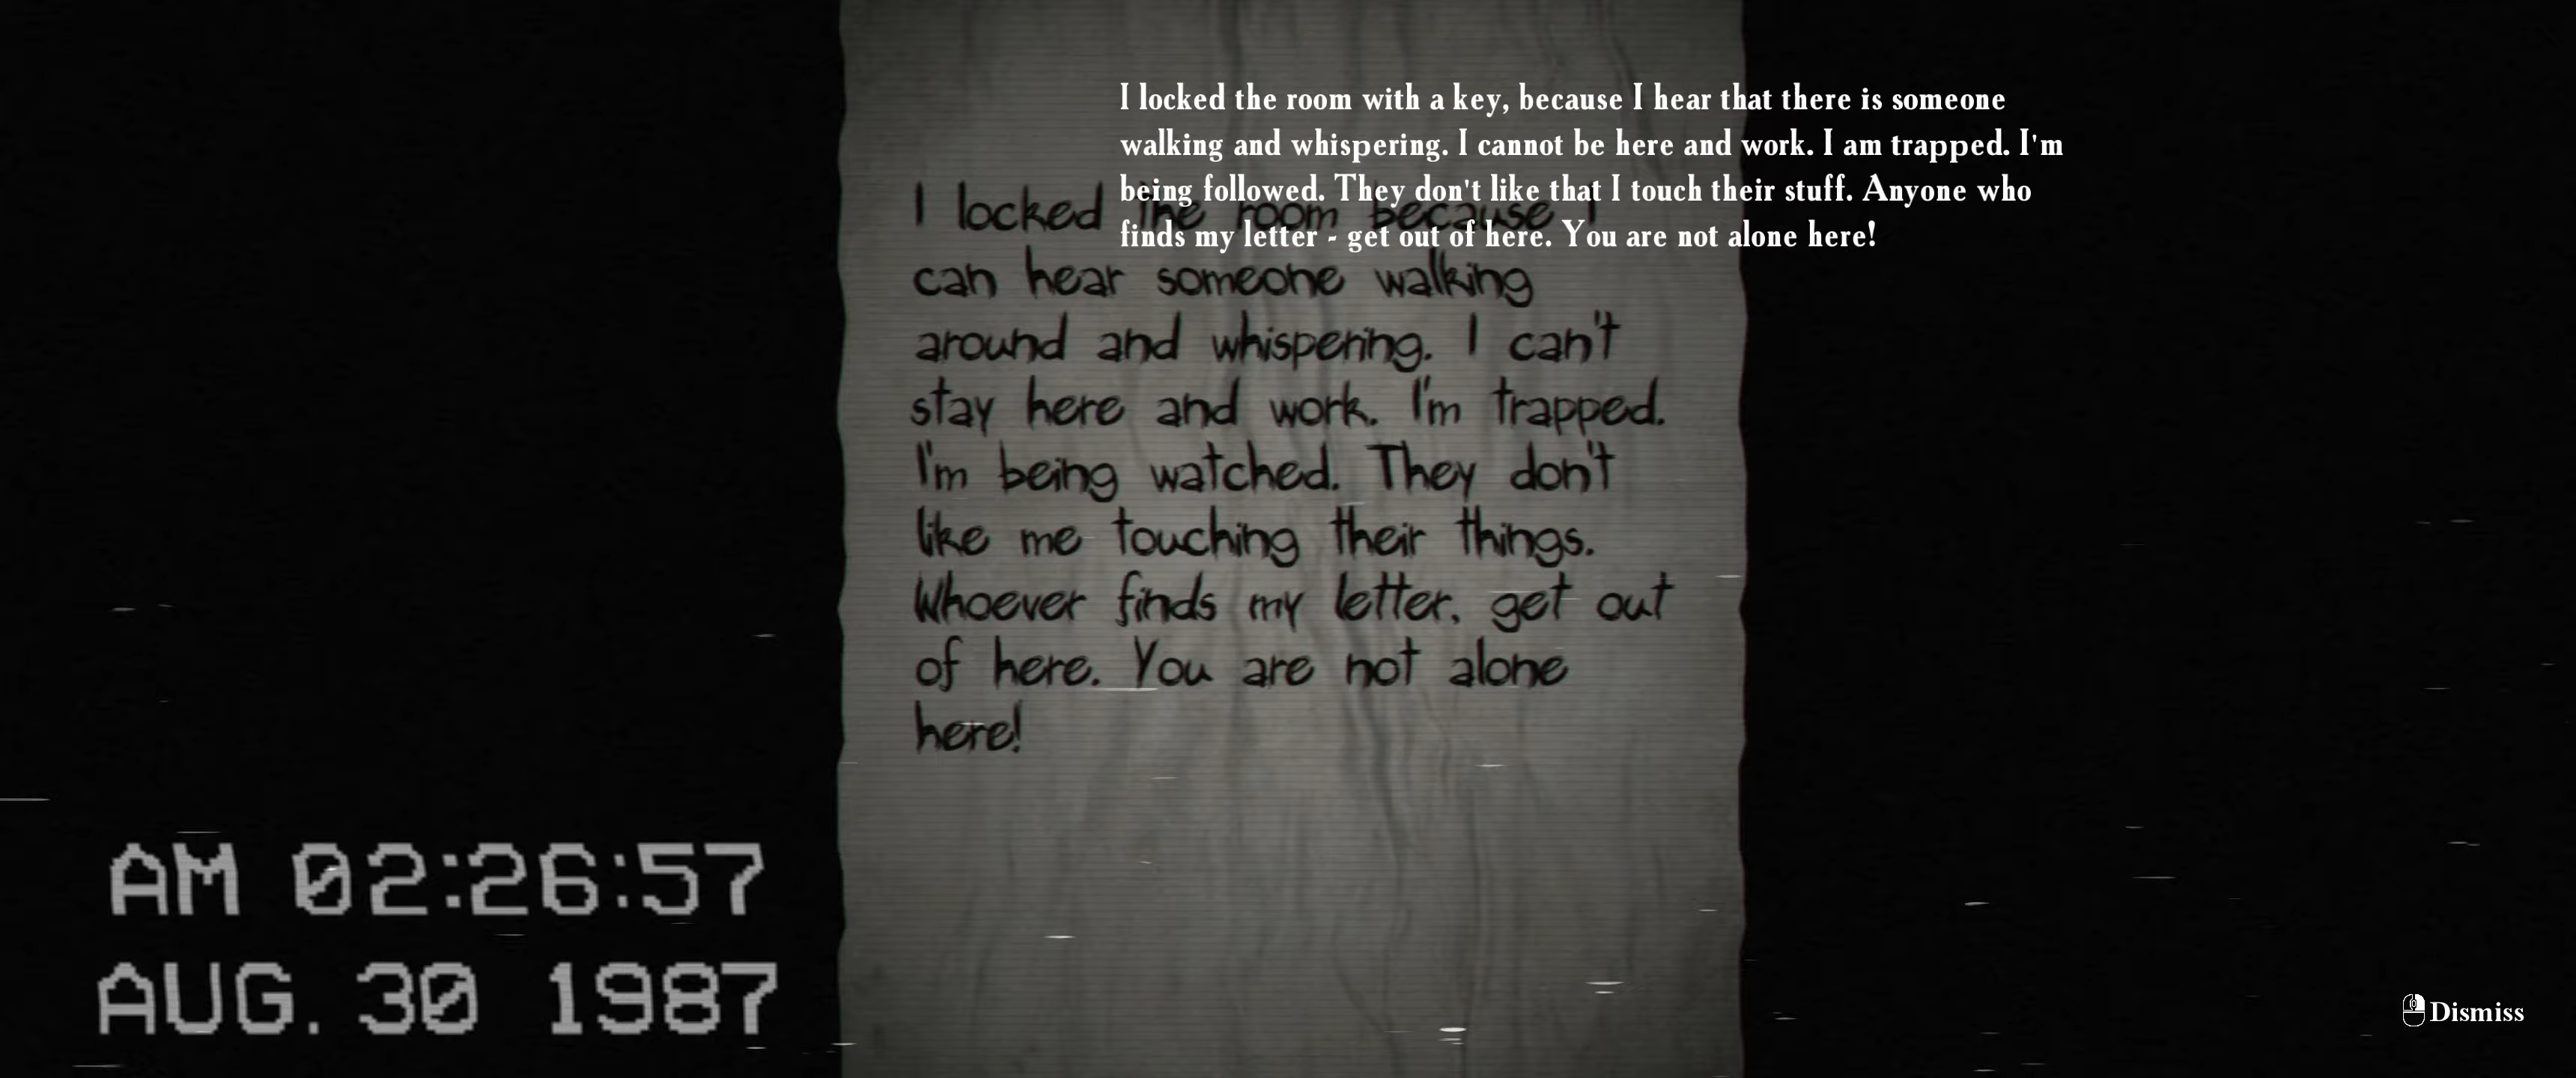 I locked the room with a key, because I hear that there is someone
walking and whispering. I cannot be here and work. I am trapped. I'm
being followed. They don't like that I touch their stuff. Anyone who
finds my letter - get out of here. You are not alone here!
I locked the room because I
can hear someone walking
around and whispering. I can't
stay here and work. I'm trapped.
I'm being watched. They don't
like me touching their things.
Whoever finds my letter, get out
of here. You are not alone
here!
AM 02:26:57
AUG. 30 1987
Dismiss